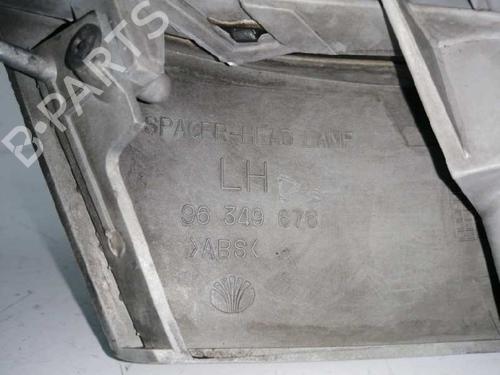 B-PARTS
SPACER-HEAD LAMP
LH
96 349 676
>ABS<